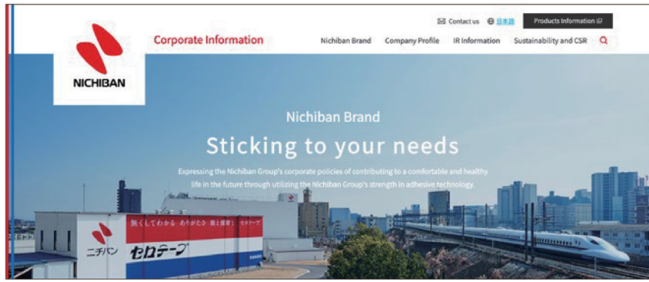 Contact us
日本語
Products Information
Corporate Information
Nichiban Brand
Company Profile
IR Information
Sustainability and CSR
NICHIBAN
Nichiban Brand
Sticking to your needs
Expressing the Nichiban Group's corporate policies of contributing to a comfortable and healthy
life in the future through utilizing the Nichiban Group's strength in adhesive technology.
ニチバン
セロテープ